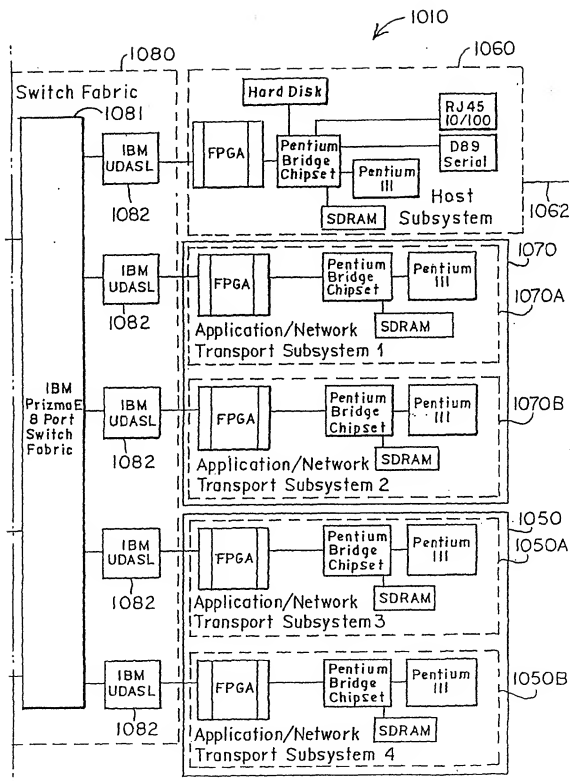 1010
1080
1060
Switch Fabric
1081
Hard Disk
RJ45
10/100
IBM
UDASL
FPGA
Pentium
Bridge
Chipset
D89
Serial
Pentium
III
Host
Subsystem
1082
SDRAM
1062
IBM
UDASL
FPGA
Pentium
Bridge
Chipset
Pentium
III
1070
1070A
1082
SDRAM
Application/Network
Transport Subsystem 1
IBM
PrizmaE
8 Port
Switch
Fabric
IBM
UDASL
FPGA
Pentium
Bridge
Chipset
Pentium
III
1070B
1082
SDRAM
Application/Network
Transport Subsystem 2
IBM
UDASL
FPGA
Pentium
Bridge
Chipset
Pentium
III
1050
1050A
1082
SDRAM
Application/Network
Transport Subsystem 3
IBM
UDASL
FPGA
Pentium
Bridge
Chipset
Pentium
III
1050B
1082
SDRAM
Application/Network
Transport Subsystem 4